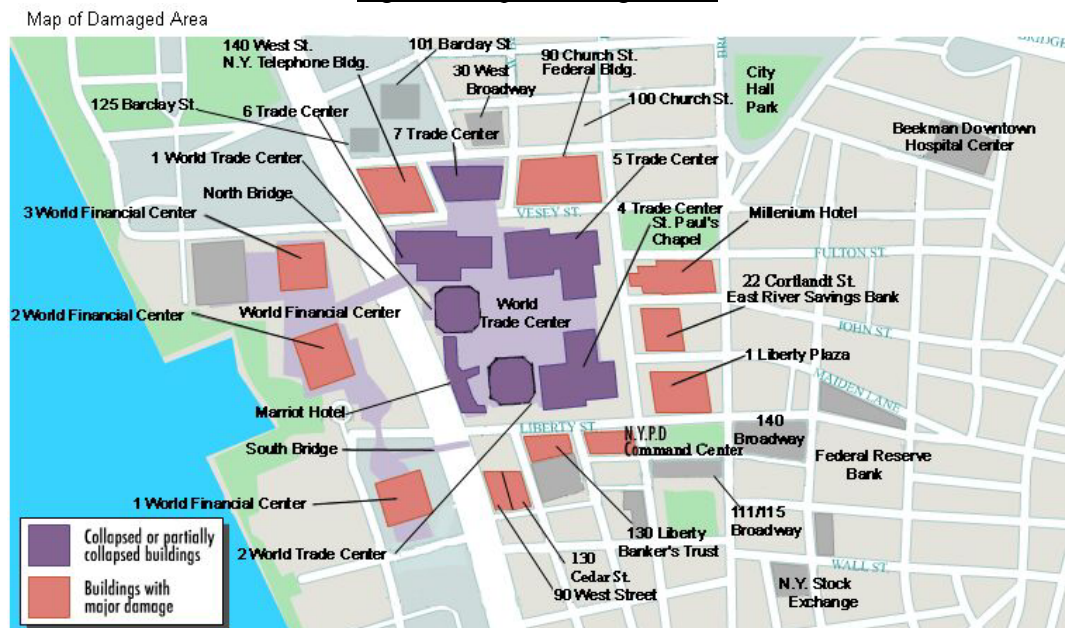 Map of Damaged Area
140 West St.
N.Y. Telephone Bldg.
101 Barclay St.
90 Church St.
Federal Bldg.
30 West
Broadway
City
Hall
Park
BRIDGE
125 Barclay St.
6 Trade Center
100 Church St.
7 Trade Center
Beekman Downtown
Hospital Center
1 World Trade Center
5 Trade Center
North Bridge
3 World Financial Center
VESEY ST.
4 Trade Center
St. Paul's
Chapel
Millenium Hotel
FULTON ST.
22 Cortlandt St.
East River Savings Bank
World
Trade Center
World Financial Center
2 World Financial Center
JOHN ST.
1 Liberty Plaza
MAIDEN LANE
Marriot Hotel
LIBERTY ST.
N.Y.P.D
Command Center
140
Broadway
South Bridge
Federal Reserve
Bank
1 World Financial Center
111/115
Broadway
130 Liberty
Banker's Trust
2 World Trade Center
130
Cedar St.
90 West Street
WALL ST.
N.Y. Stock
Exchange
Collapsed or partially
collapsed buildings
Buildings with
major damage